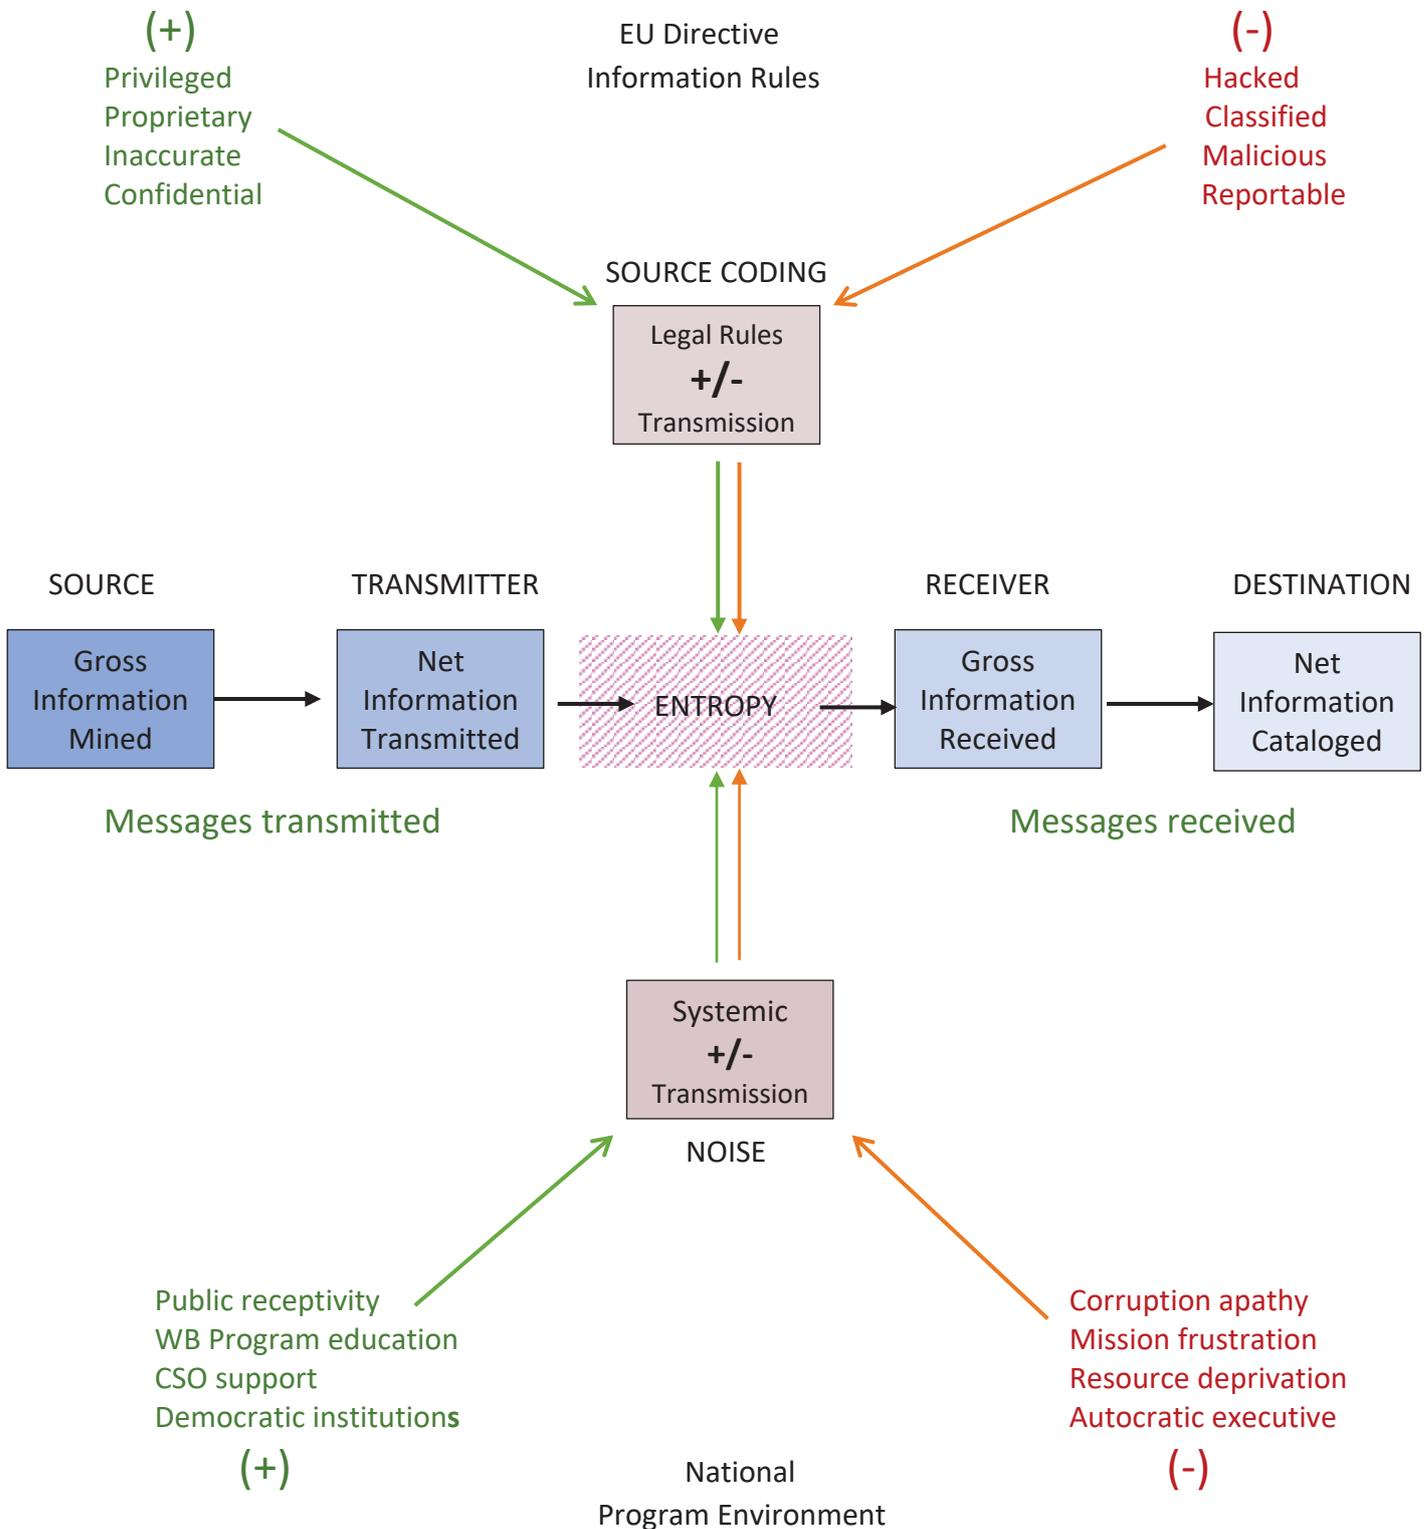 (+)
EU Directive
Information Rules
(-)
Privileged
Proprietary
Inaccurate
Confidential
Hacked
Classified
Malicious
Reportable
SOURCE CODING
Legal Rules
+/-
Transmission
SOURCE
TRANSMITTER
RECEIVER
DESTINATION
Gross
Information
Mined
Net
Information
Transmitted
ENTROPY
Gross
Information
Received
Net
Information
Cataloged
Messages transmitted
Messages received
Systemic
+/-
Transmission
NOISE
Public receptivity
WB Program education
CSO support
Democratic institutions
(+)
Corruption apathy
Mission frustration
Resource deprivation
Autocratic executive
(-)
National
Program Environment